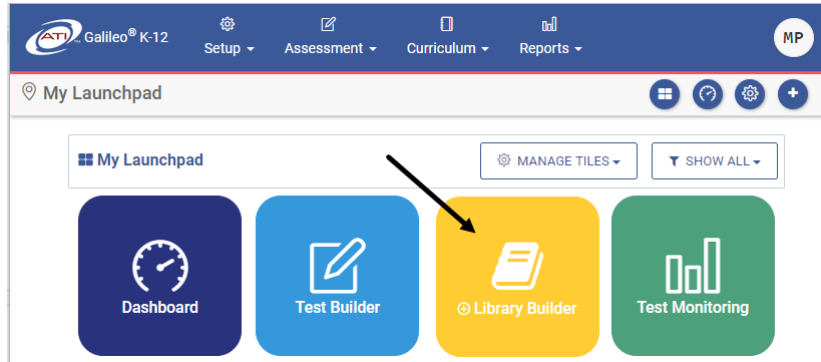 ATI Galileo® K-12
Setup
Assessment
Curriculum
Reports
MP
My Launchpad
My Launchpad
MANAGE TILES
SHOW ALL
Dashboard
Test Builder
Library Builder
Test Monitoring